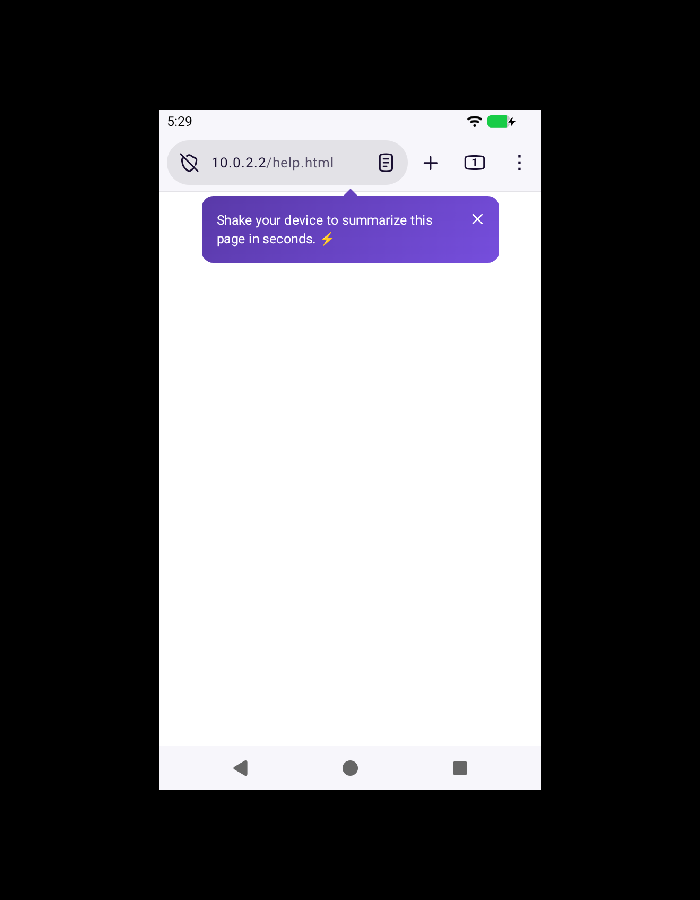 5:29
10.0.2.2/help.html
1
Shake your device to summarize this
page in seconds. ⚡